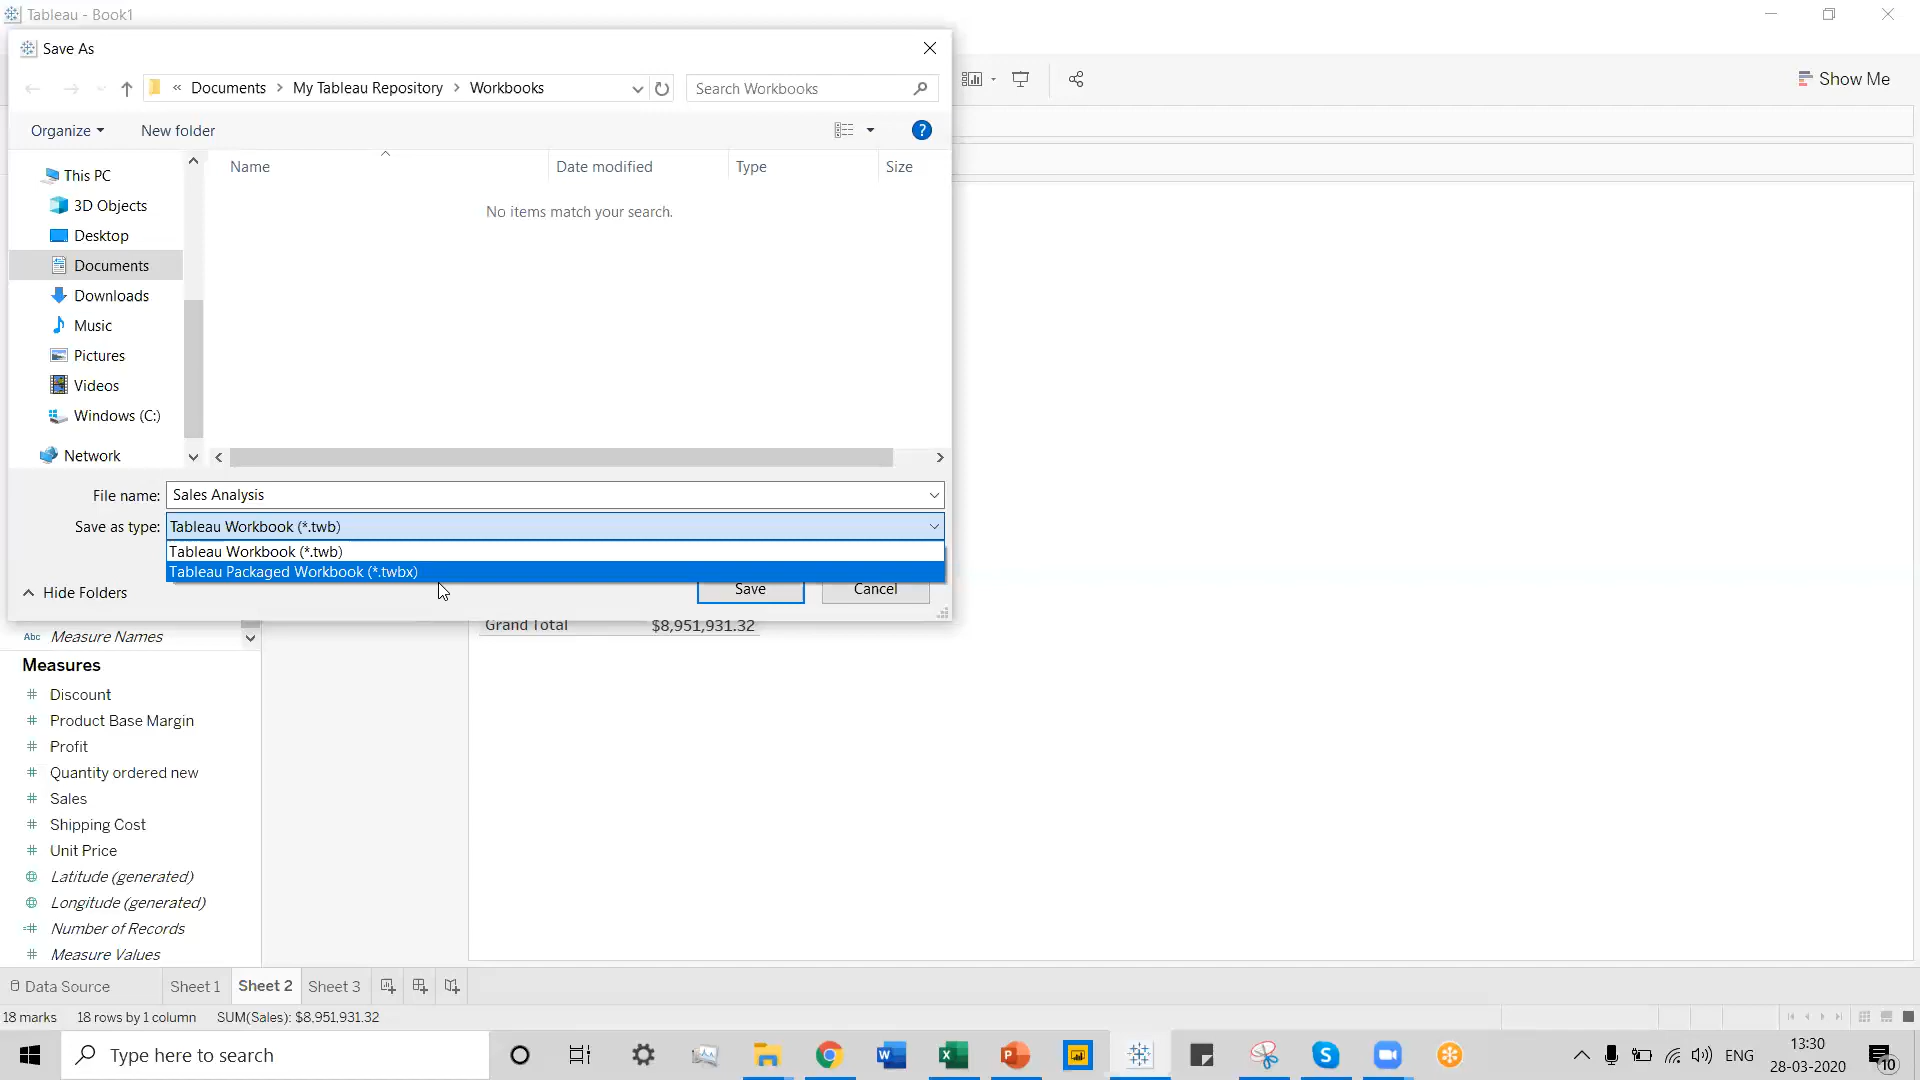 Tableau - Book1
Save As
« Documents > My Tableau Repository > Workbooks
Search Workbooks
Show Me
Organize
New folder
?
Name
Date modified
Type
Size
No items match your search.
This PC
3D Objects
Desktop
Documents
Downloads
Music
Pictures
Videos
Windows (C:)
Network
File name: Sales Analysis
Save as type: Tableau Workbook (*.twb)
Tableau Workbook (*.twb)
Tableau Packaged Workbook (*.twbx)
Hide Folders
Save
Cancel
Grand Total $8,951,931.32
Abc Measure Names
Measures
# Discount
# Product Base Margin
# Profit
# Quantity ordered new
# Sales
# Shipping Cost
# Unit Price
Latitude (generated)
Longitude (generated)
=# Number of Records
# Measure Values
Data Source
Sheet 1
Sheet 2
Sheet 3
18 marks
18 rows by 1 column
SUM(Sales): $8,951,931.32
Type here to search
ENG
13:30
28-03-2020
10